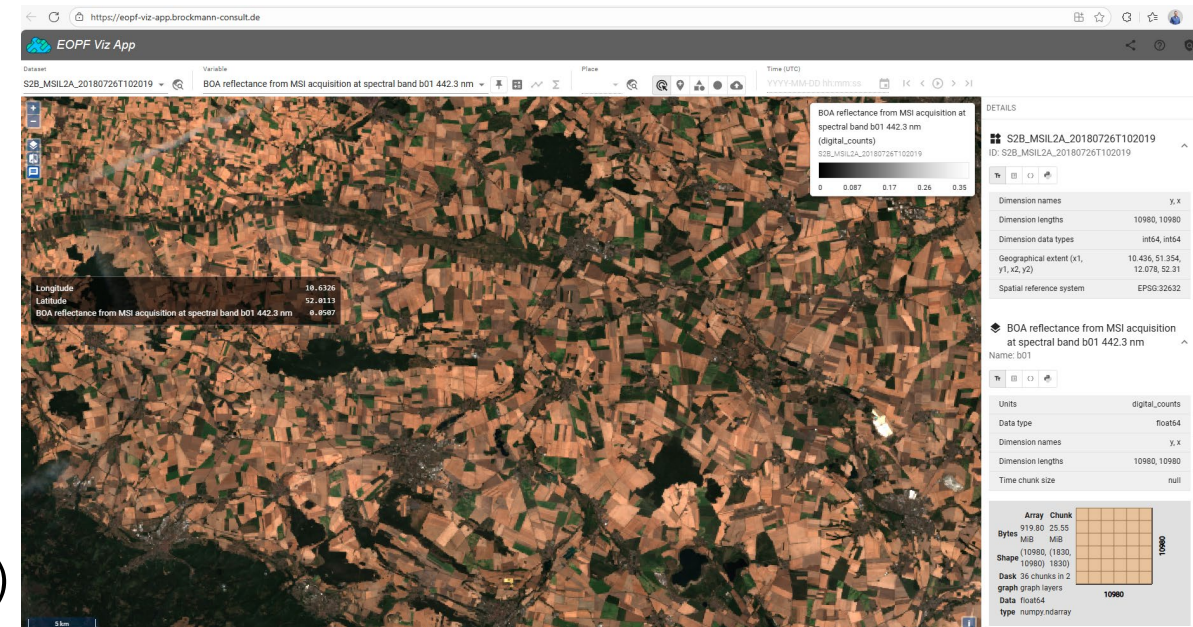 https://eopf-viz-app.brockmann-consult.de
EOPF Viz App
Dataset
S2B_MSIL2A_20180726T102019
Variable
BOA reflectance from MSI acquisition at spectral band b01 442.3 nm
Place
Time (UTC)
YYYY-MM-DD hh:mm:ss
BOA reflectance from MSI acquisition at
spectral band b01 442.3 nm
(digital_counts)
S2B_MSIL2A_20180726T102019
0 0.087 0.17 0.26 0.35
Longitude 10.6326
Latitude 52.0113
BOA reflectance from MSI acquisition at spectral band b01 442.3 nm 0.0507
5 km
DETAILS
S2B_MSIL2A_20180726T102019
ID: S2B_MSIL2A_20180726T102019
Dimension names y, x
Dimension lengths 10980, 10980
Dimension data types int64, int64
Geographical extent (x1, 10.436, 51.354,
y1, x2, y2) 12.078, 52.31
Spatial reference system EPSG:32632
BOA reflectance from MSI acquisition
at spectral band b01 442.3 nm
Name: b01
Units digital_counts
Data type float64
Dimension names y, x
Dimension lengths 10980, 10980
Time chunk size null
Array Chunk
Bytes 919.80 MiB 25.55 MiB
Shape (10980, 10980) (1830, 1830)
Dask graph 36 chunks in 2 graph layers
Data type float64 numpy.ndarray
10980
10980
)